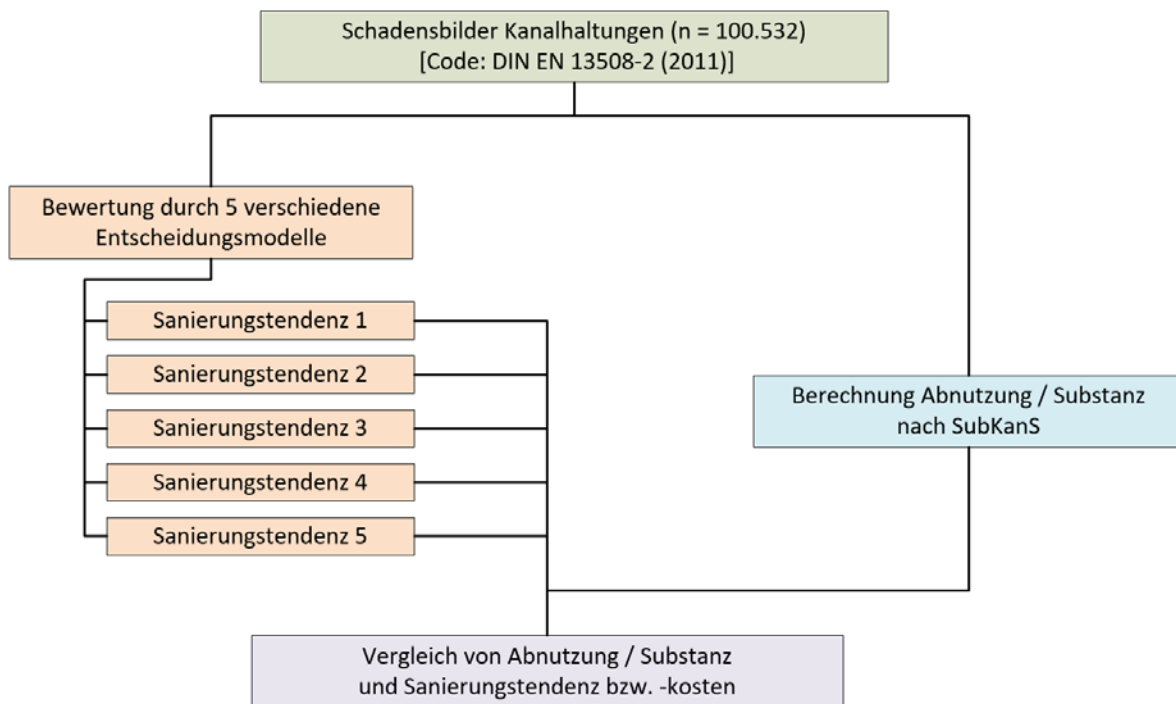 Schadensbilder Kanalhaltungen (n = 100.532)
[Code: DIN EN 13508-2 (2011)]
Bewertung durch 5 verschiedene
Entscheidungsmodelle
Sanierungstendenz 1
Sanierungstendenz 2
Sanierungstendenz 3
Sanierungstendenz 4
Sanierungstendenz 5
Berechnung Abnutzung / Substanz
nach SubKanS
Vergleich von Abnutzung / Substanz
und Sanierungstendenz bzw. -kosten